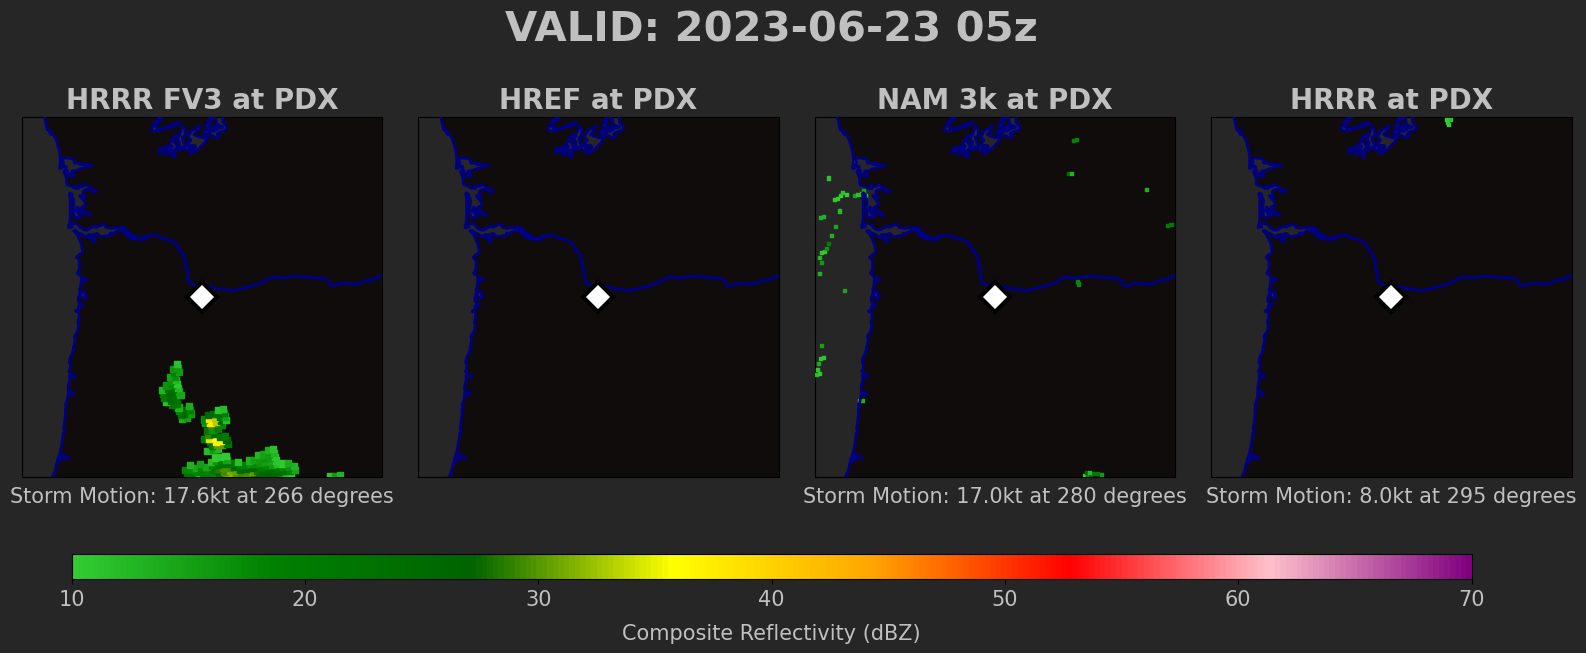 VALID: 2023-06-23 05z
HRRR FV3 at PDX
HREF at PDX
NAM 3k at PDX
HRRR at PDX
Storm Motion: 17.6kt at 266 degrees
Storm Motion: 17.0kt at 280 degrees
Storm Motion: 8.0kt at 295 degrees
10 20 30 40 50 60 70
Composite Reflectivity (dBZ)